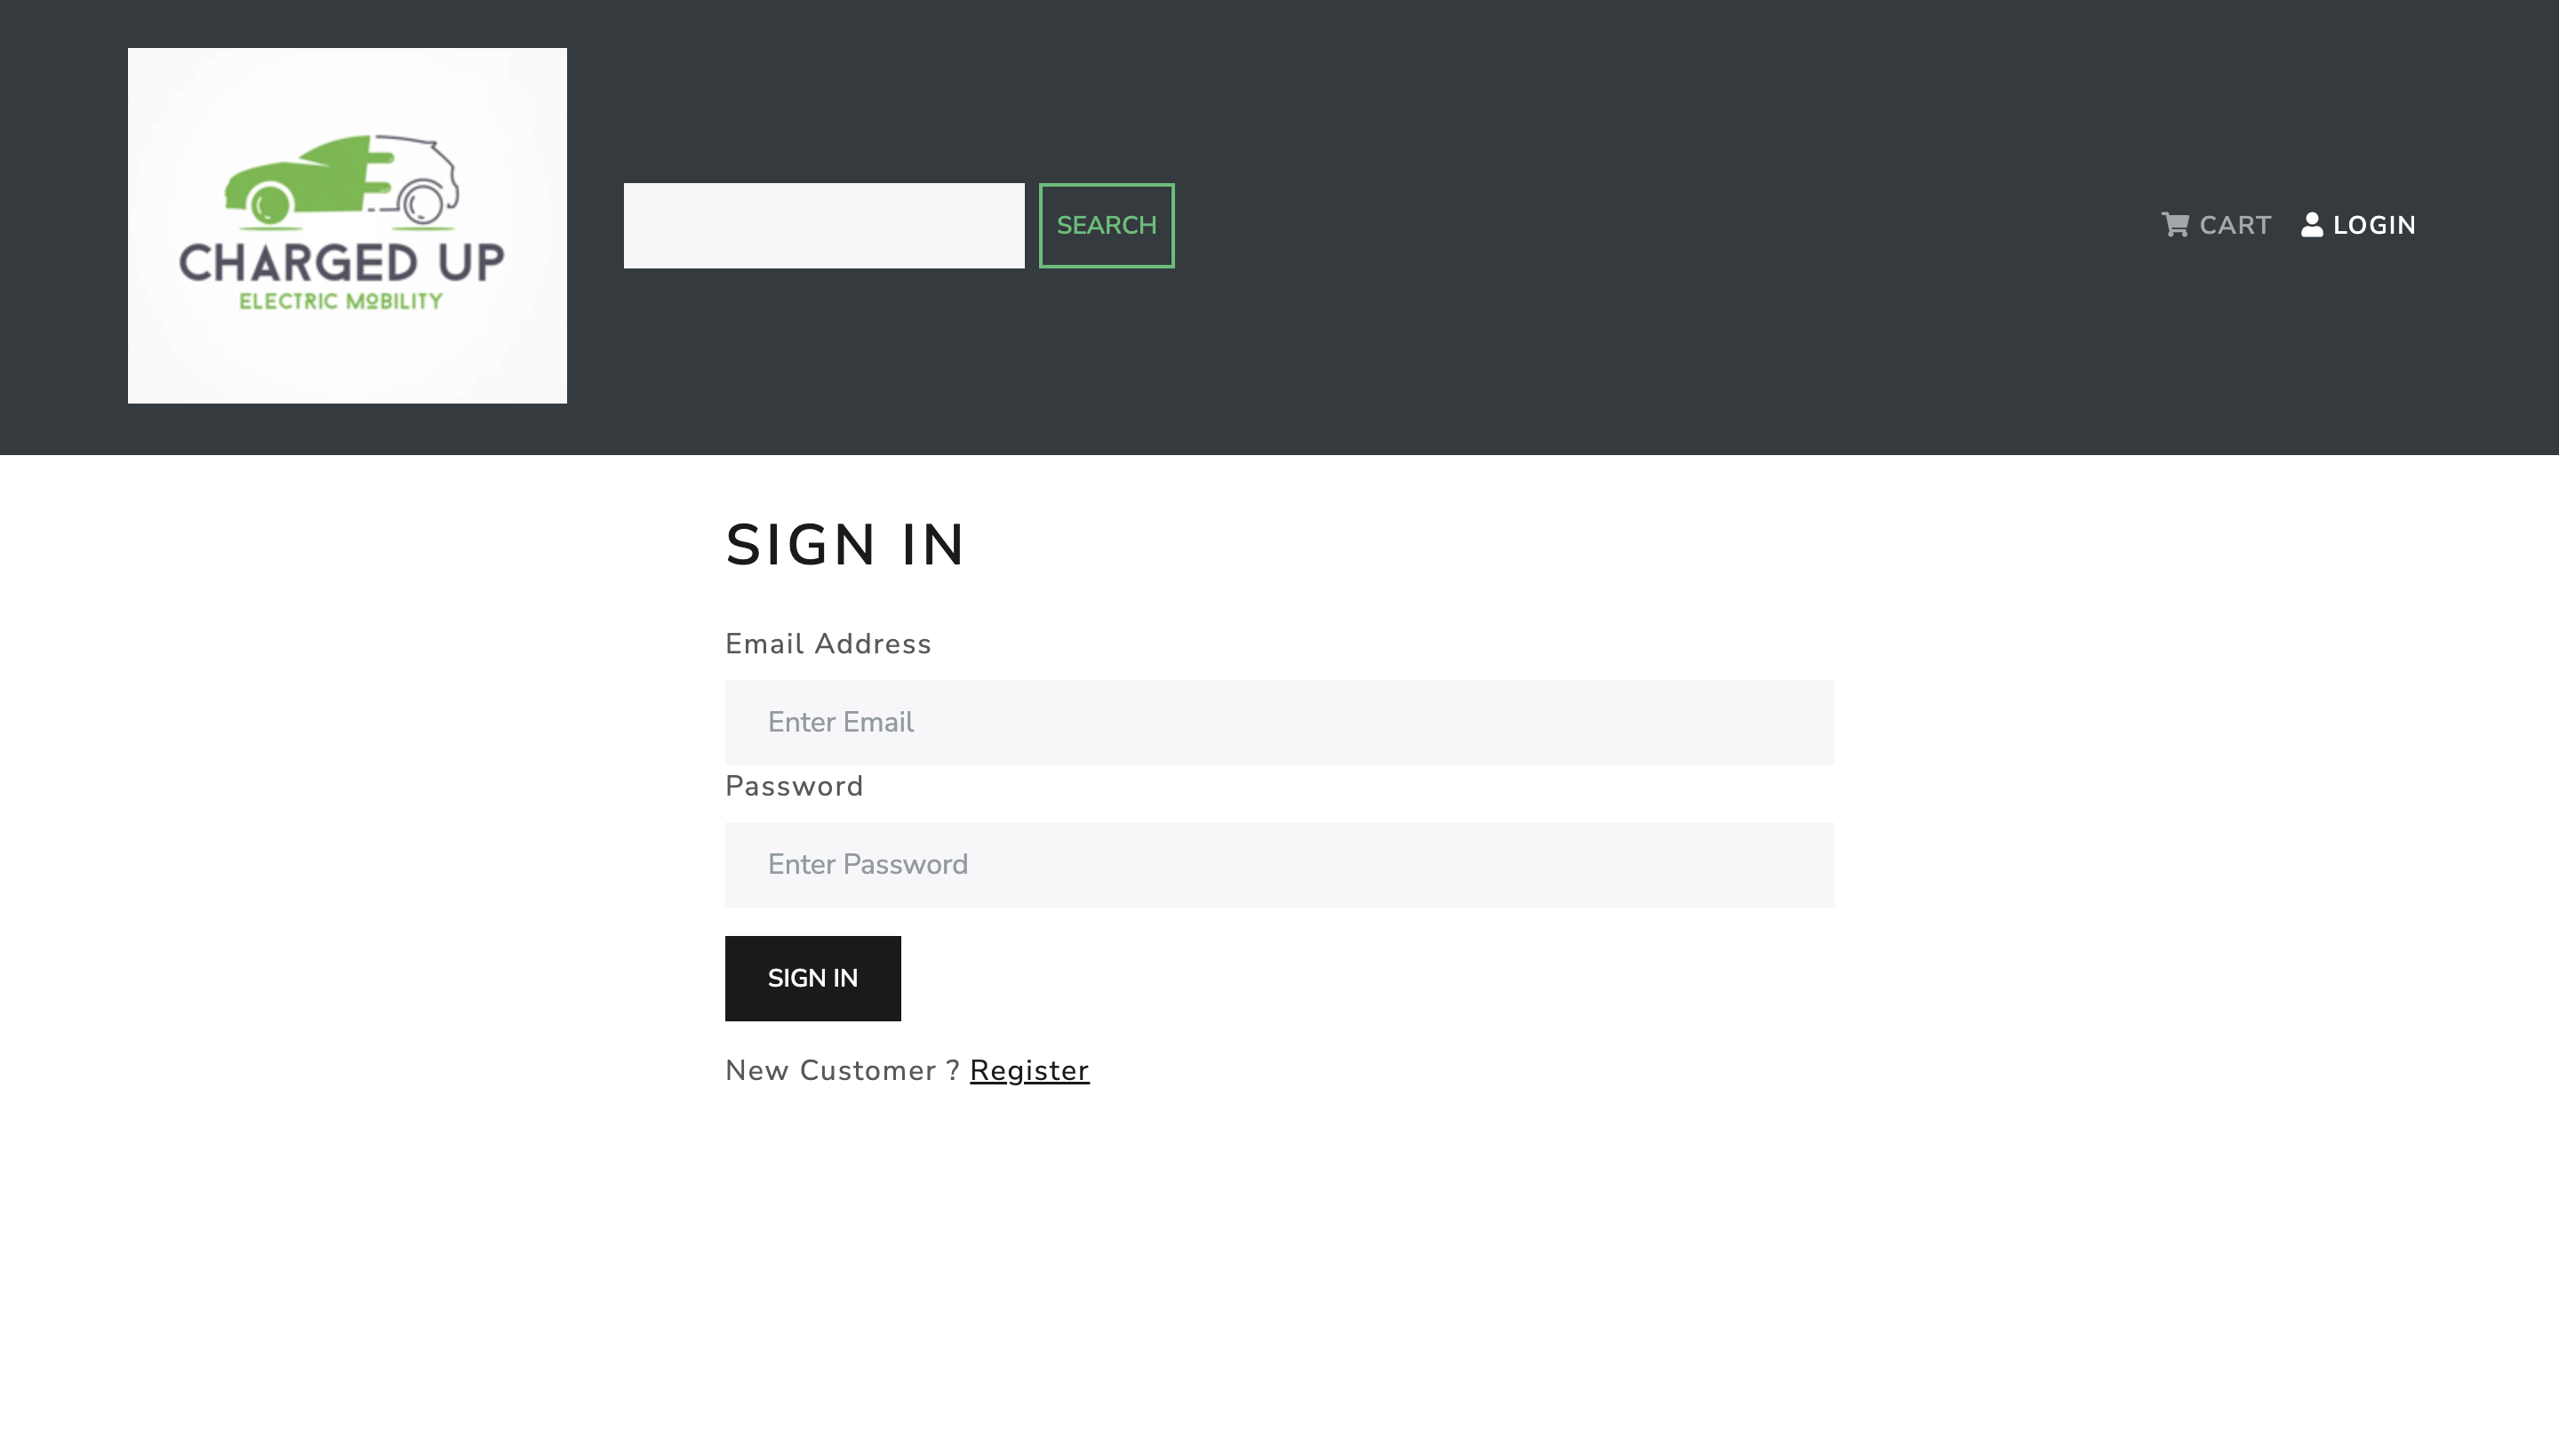 CHARGED UP
ELECTRIC MOBILITY
SEARCH
CART
LOGIN
SIGN IN
Email Address
Enter Email
Password
Enter Password
SIGN IN
New Customer ? Register